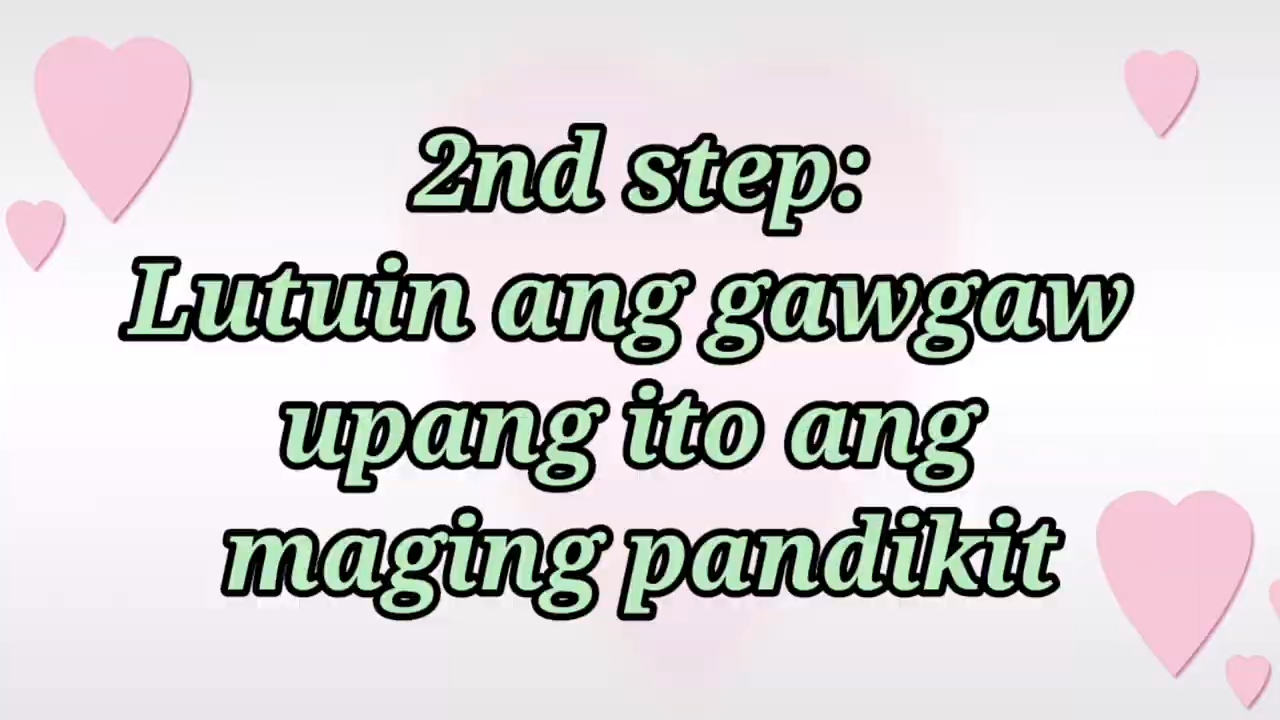 2nd step:
Lutuin ang gawgaw
upang ito ang
maging pandikit